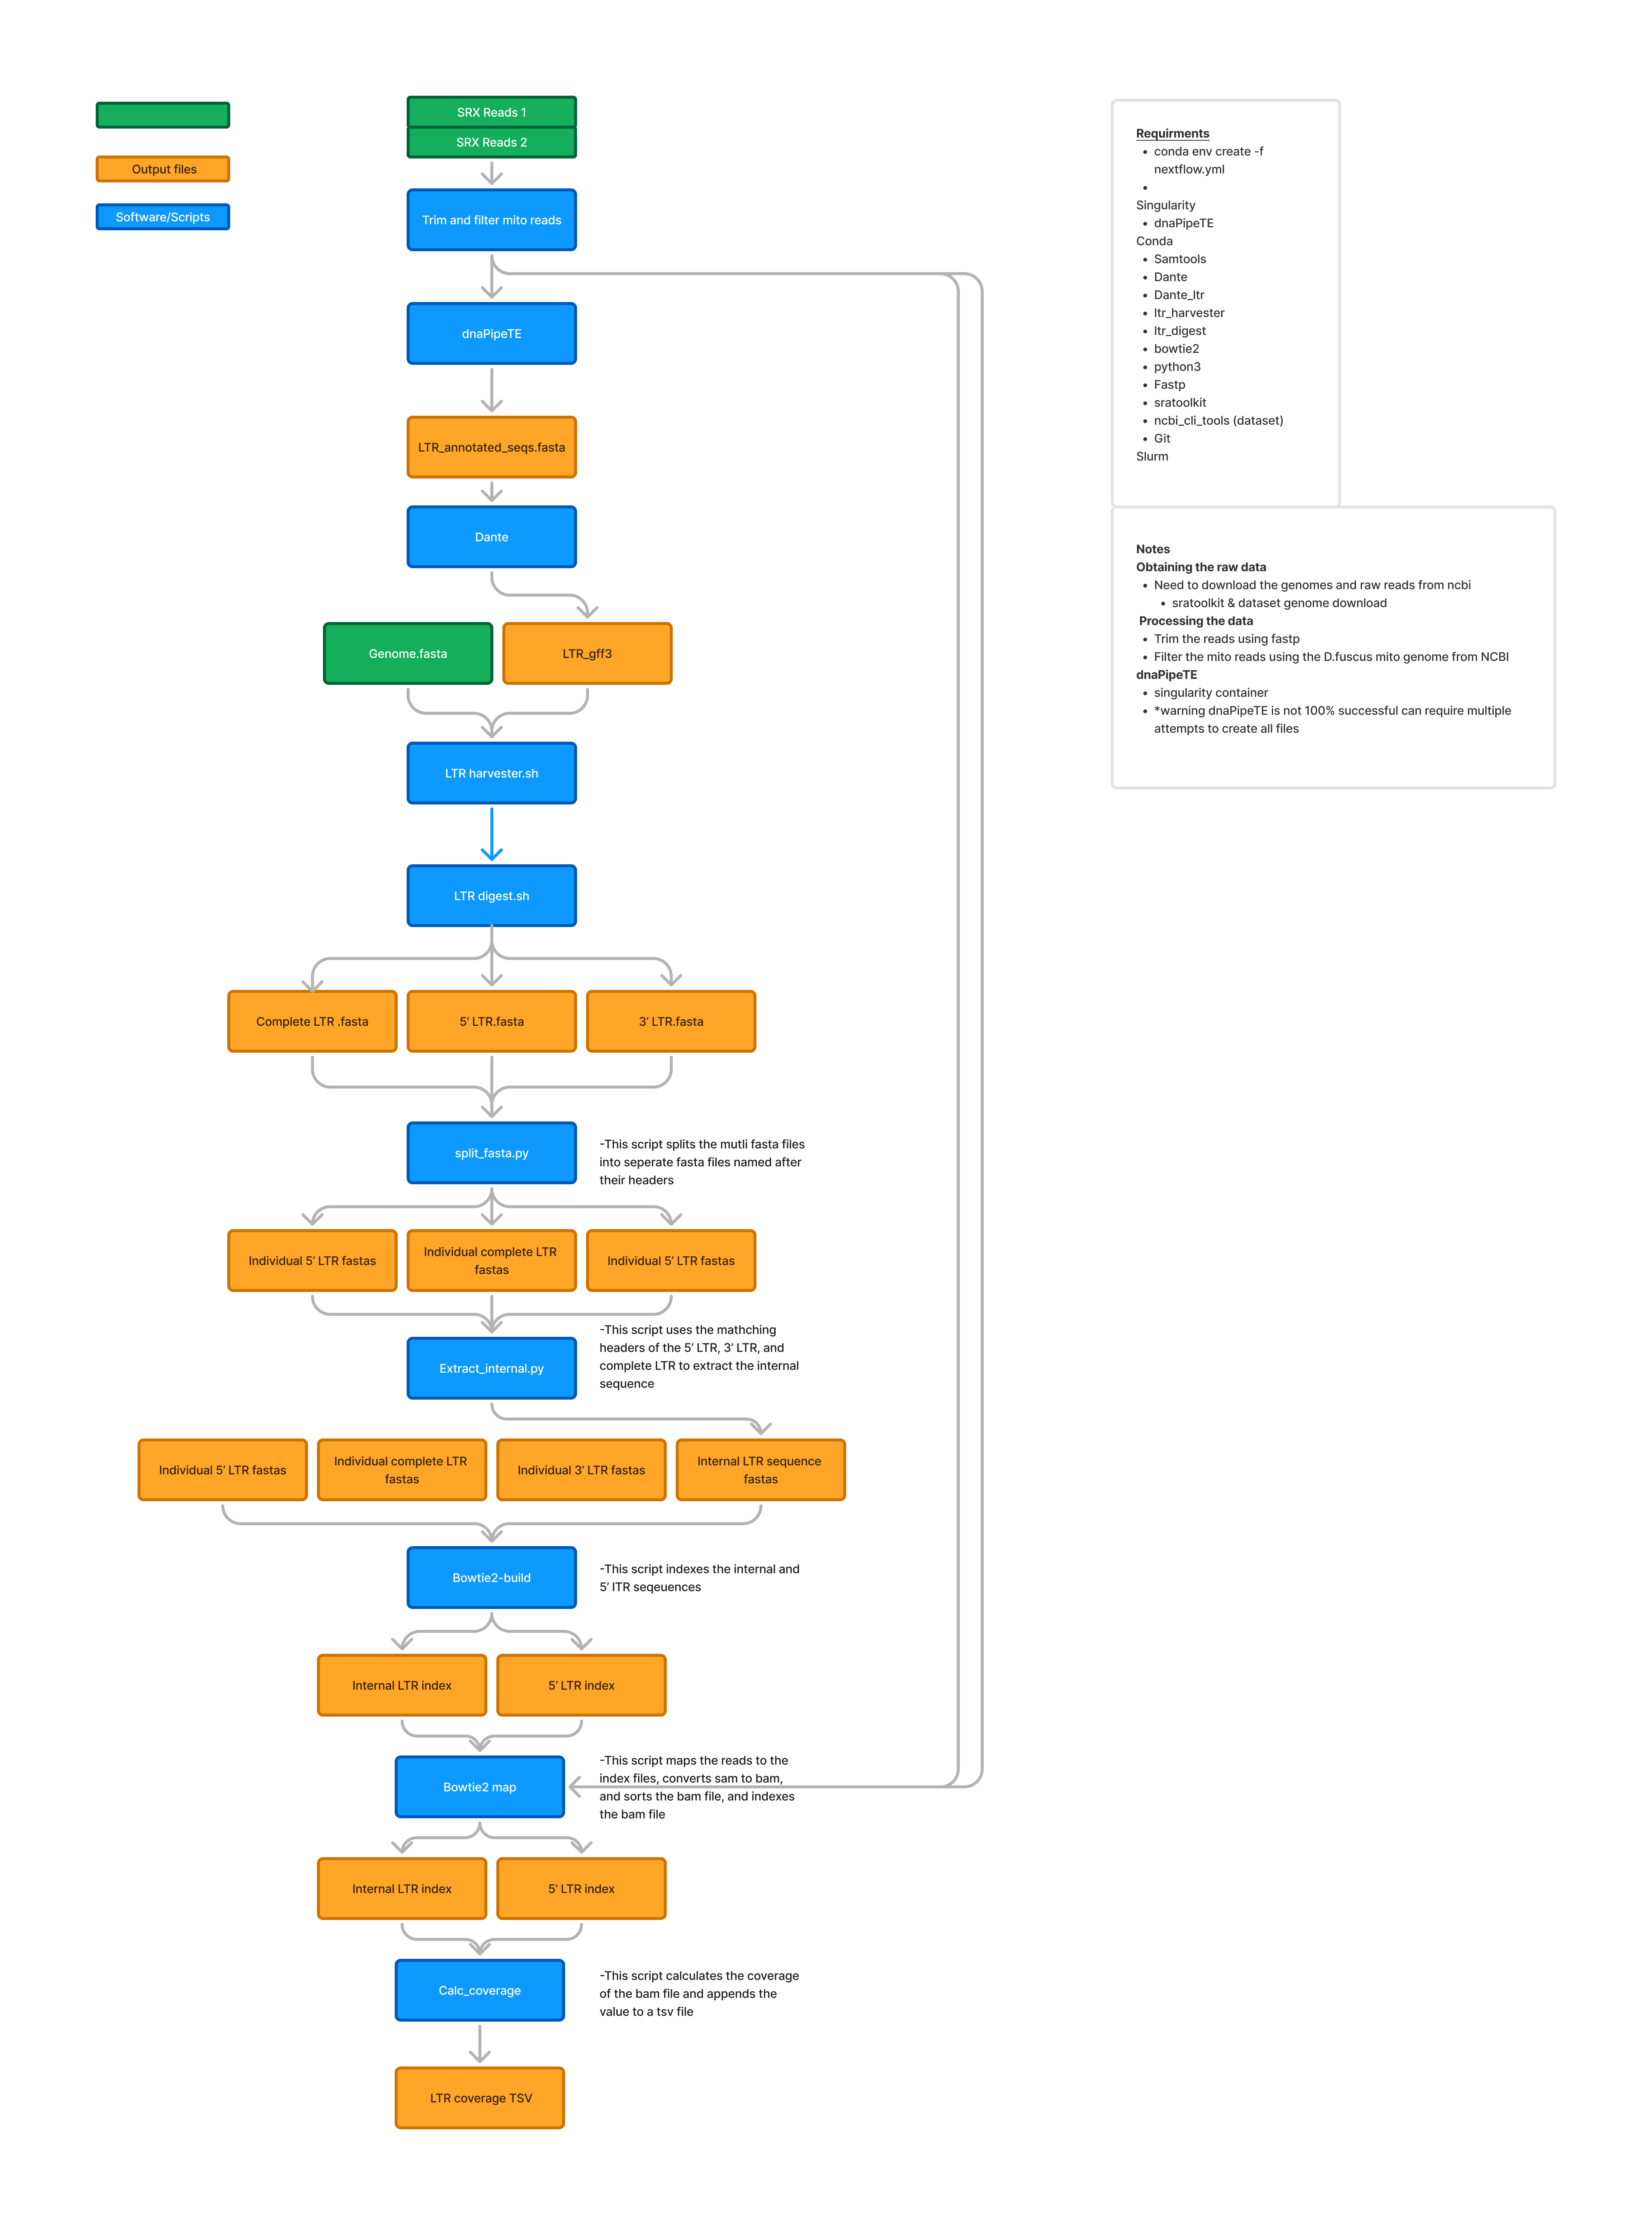 SRX Reads 1
SRX Reads 2
Output files
Software/Scripts
Trim and filter mito reads
dnaPipeTE
LTR_annotated_seqs.fasta
Dante
Genome.fasta
LTR_gff3
LTR harvester.sh
LTR digest.sh
Complete LTR .fasta
5' LTR.fasta
3' LTR.fasta
split_fasta.py
-This script splits the mutli fasta files
into seperate fasta files named after
their headers
Individual 5' LTR fastas
Individual complete LTR
fastas
Individual 5' LTR fastas
Extract_internal.py
-This script uses the mathching
headers of the 5' LTR, 3' LTR, and
complete LTR to extract the internal
sequence
Individual 5' LTR fastas
Individual complete LTR
fastas
Individual 3' LTR fastas
Internal LTR sequence
fastas
Bowtie2-build
-This script indexes the internal and
5' lTR seqeuences
Internal LTR index
5' LTR index
Bowtie2 map
-This script maps the reads to the
index files, converts sam to bam,
and sorts the bam file, and indexes
the bam file
Internal LTR index
5' LTR index
Calc_coverage
-This script calculates the coverage
of the bam file and appends the
value to a tsv file
LTR coverage TSV
Requirments
• conda env create -f
nextflow.yml
•
Singularity
• dnaPipeTE
Conda
• Samtools
• Dante
• Dante_ltr
• ltr_harvester
• ltr_digest
• bowtie2
• python3
• Fastp
• sratoolkit
• ncbi_cli_tools (dataset)
• Git
Slurm
Notes
Obtaining the raw data
• Need to download the genomes and raw reads from ncbi
• sratoolkit & dataset genome download
Processing the data
• Trim the reads using fastp
• Filter the mito reads using the D.fuscus mito genome from NCBI
dnaPipeTE
• singularity container
• *warning dnaPipeTE is not 100% successful can require multiple
attempts to create all files